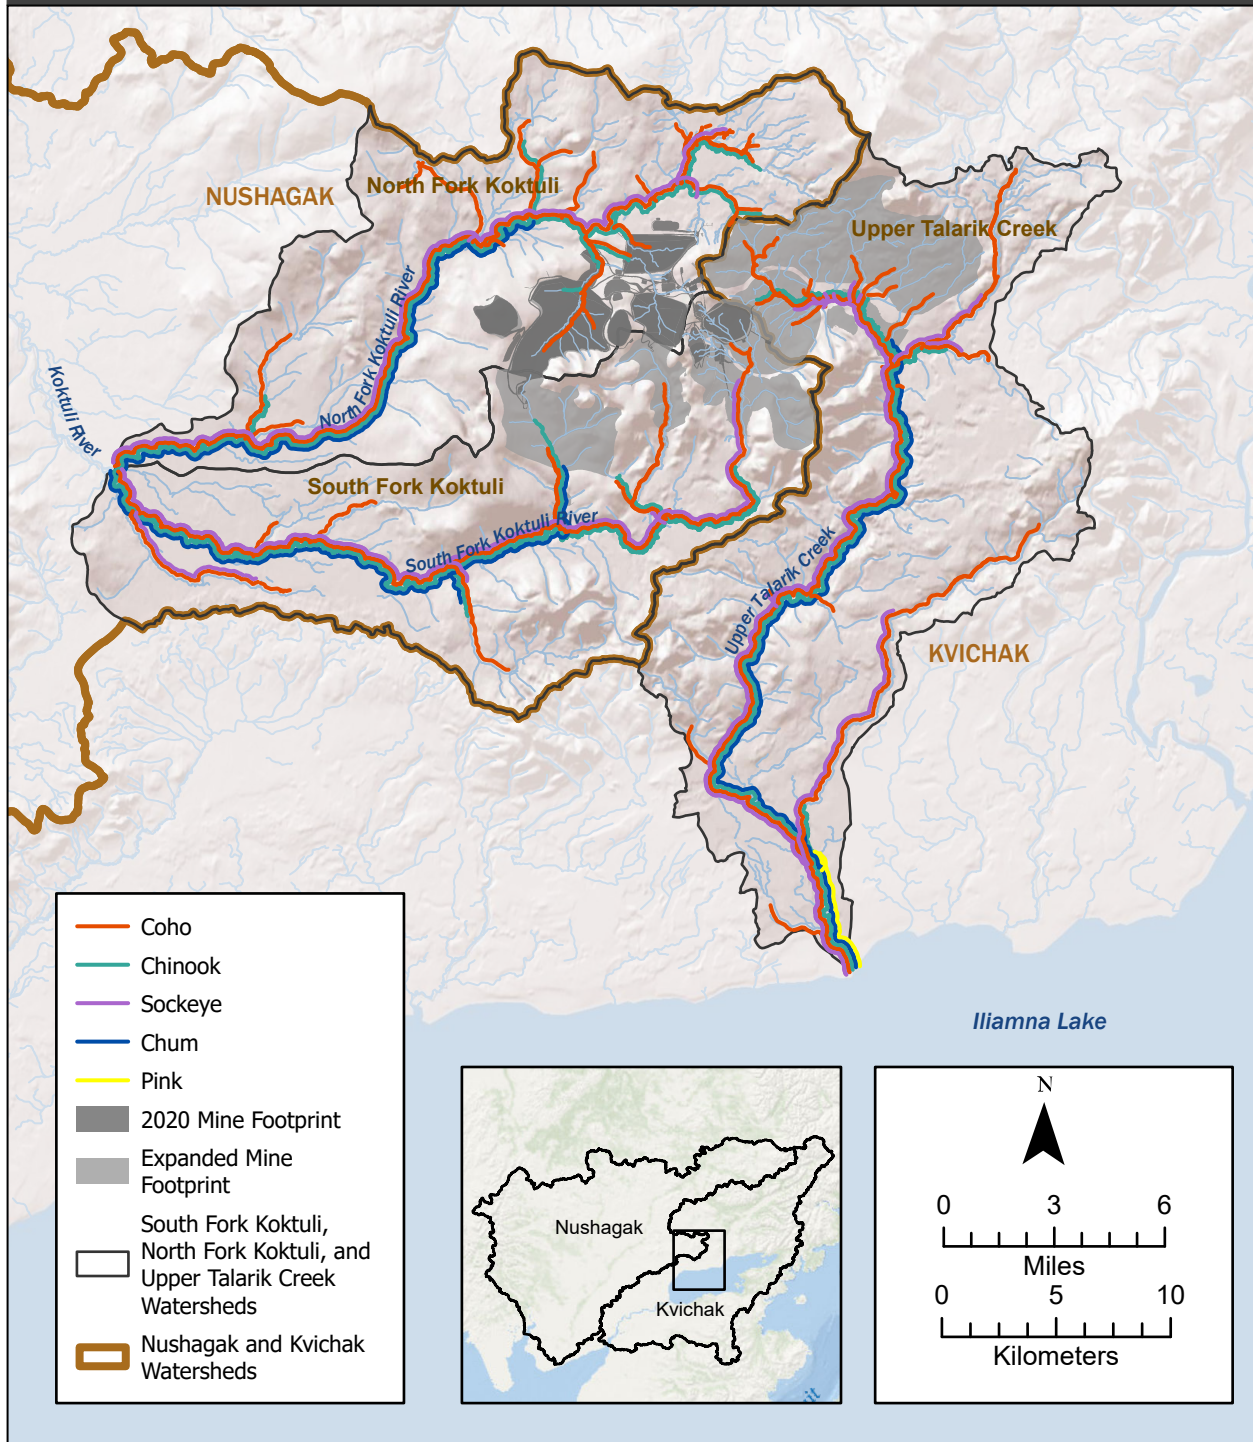 NUSHAGAK
North Fork Koktuli
Upper Talarik Creek
North Fork Koktuli River
Koktuli River
South Fork Koktuli
South Fork Koktuli River
Upper Talarik Creek
KVICHAK
Iliamna Lake
Coho
Chinook
Sockeye
Chum
Pink
2020 Mine Footprint
Expanded Mine
Footprint
South Fork Koktuli,
North Fork Koktuli, and
Upper Talarik Creek
Watersheds
Nushagak and Kvichak
Watersheds
Nushagak
Kvichak
N
0 3 6
Miles
0 5 10
Kilometers